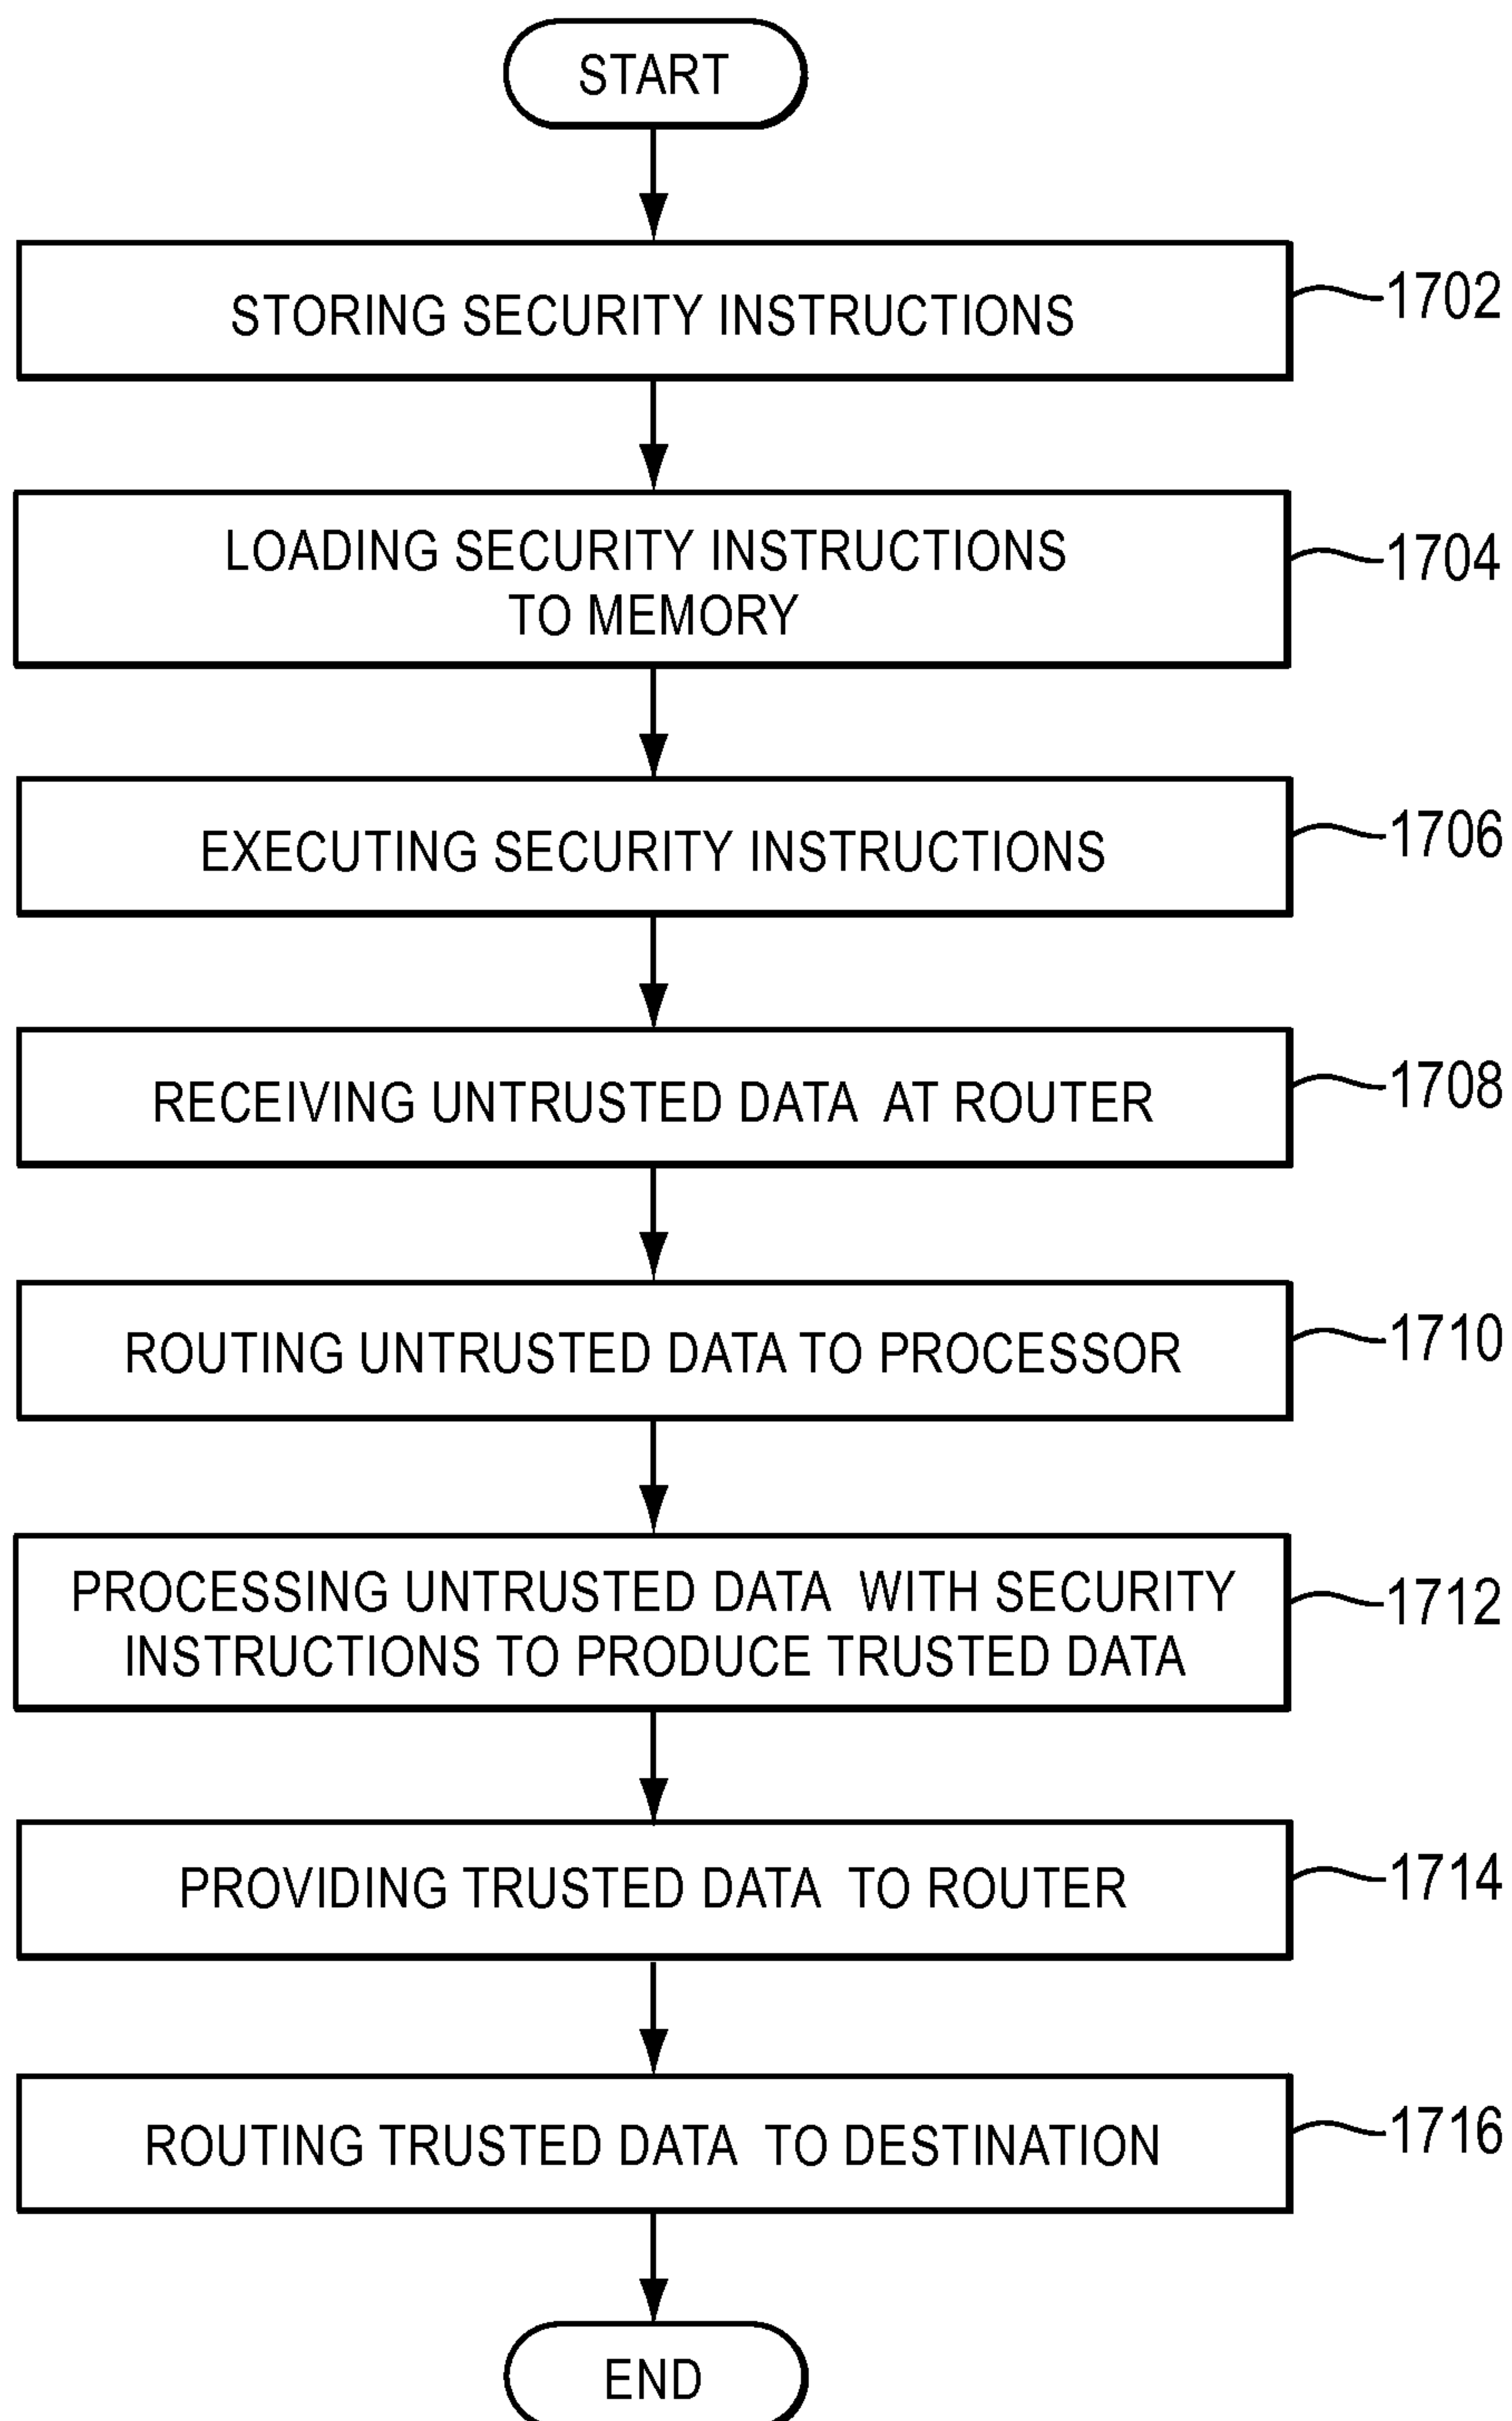 START
STORING SECURITY INSTRUCTIONS
1702
LOADING SECURITY INSTRUCTIONS
TO MEMORY
1704
EXECUTING SECURITY INSTRUCTIONS
1706
RECEIVING UNTRUSTED DATA AT ROUTER
1708
ROUTING UNTRUSTED DATA TO PROCESSOR
1710
PROCESSING UNTRUSTED DATA WITH SECURITY
INSTRUCTIONS TO PRODUCE TRUSTED DATA
1712
PROVIDING TRUSTED DATA TO ROUTER
1714
ROUTING TRUSTED DATA TO DESTINATION
1716
END